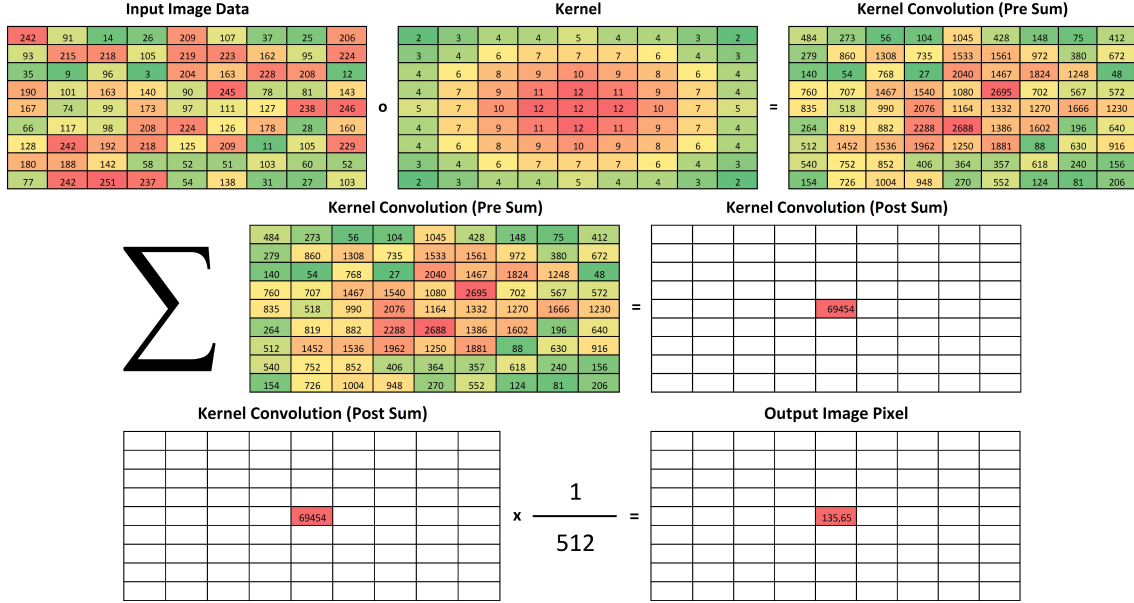 Input Image Data Kernel Kernel Convolution (Pre Sum)
242 91 14 26 209 107 37 25 206 2 3 4 4 5 4 4 3 2 484 273 56 104 1045 428 148 75 412
93 215 218 105 219 223 162 95 224 3 4 6 7 7 7 6 4 3 279 860 1308 735 1533 1561 972 380 672
35 9 96 3 204 163 228 208 12 4 6 8 9 10 9 8 6 4 140 54 768 27 2040 1467 1824 1248 48
190 101 163 140 90 245 78 81 143 4 7 9 11 12 11 9 7 4 760 707 1467 1540 1080 2695 702 567 572
167 74 99 173 97 111 127 238 246 o 5 7 10 12 12 12 10 7 5 = 835 518 990 2076 1164 1332 1270 1666 1230
66 117 98 208 224 126 178 28 160 4 7 9 11 12 11 9 7 4 264 819 882 2288 2688 1386 1602 196 640
128 242 192 218 125 209 11 105 229 4 6 8 9 10 9 8 6 4 512 1452 1536 1962 1250 1881 88 630 916
180 188 142 58 52 51 103 60 52 3 4 6 7 7 7 6 4 3 540 752 852 406 364 357 618 240 156
77 242 251 237 54 138 31 27 103 2 3 4 4 5 4 4 3 2 154 726 1004 948 270 552 124 81 206
Kernel Convolution (Pre Sum) Kernel Convolution (Post Sum)
484 273 56 104 1045 428 148 75 412
279 860 1308 735 1533 1561 972 380 672
140 54 768 27 2040 1467 1824 1248 48
760 707 1467 1540 1080 2695 702 567 572
∑ 835 518 990 2076 1164 1332 1270 1666 1230 = 69454
264 819 882 2288 2688 1386 1602 196 640
512 1452 1536 1962 1250 1881 88 630 916
540 752 852 406 364 357 618 240 156
154 726 1004 948 270 552 124 81 206
Kernel Convolution (Post Sum) Output Image Pixel
1
69454 x = 135,65
512